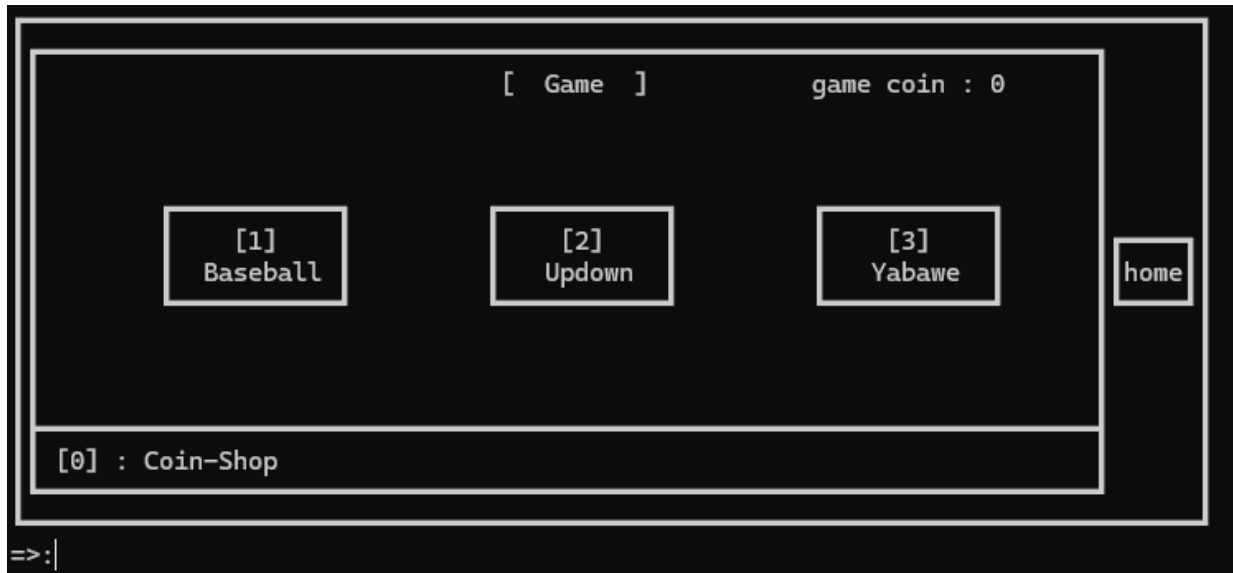 [  Game  ] game coin : 0
[1] [2] [3]
Baseball Updown Yabawe home
[0] : Coin-Shop
=>: